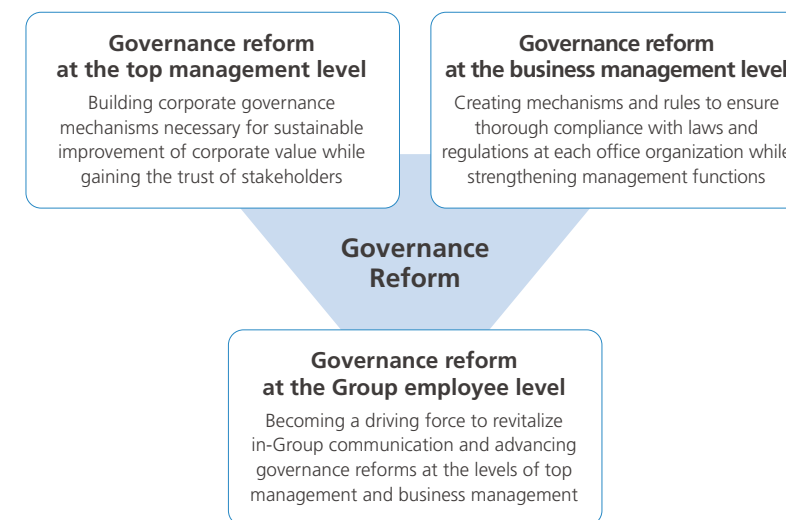 Governance reform
at the top management level
Building corporate governance
mechanisms necessary for sustainable
improvement of corporate value while
gaining the trust of stakeholders
Governance reform
at the business management level
Creating mechanisms and rules to ensure
thorough compliance with laws and
regulations at each office organization while
strengthening management functions
Governance
Reform
Governance reform
at the Group employee level
Becoming a driving force to revitalize
in-Group communication and advancing
governance reforms at the levels of top
management and business management